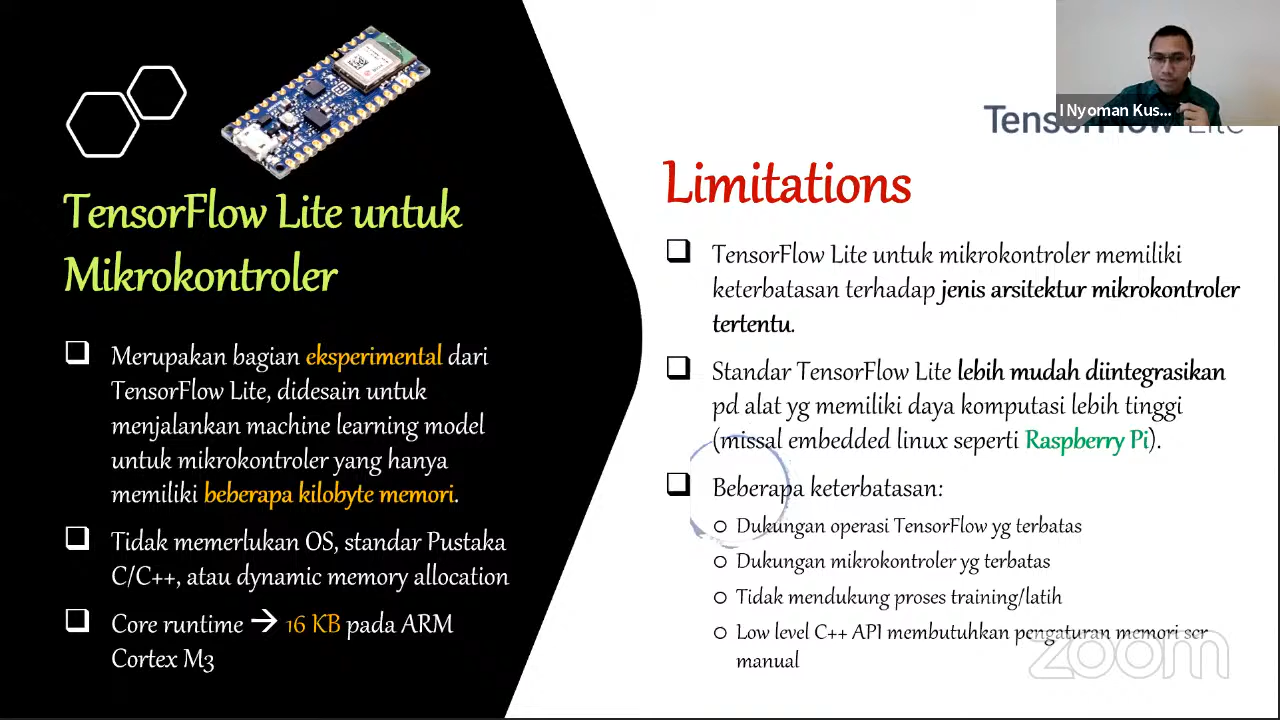 TensorFlow Lite untuk
Mikrokontroler
Merupakan bagian eksperimental dari
TensorFlow Lite, didesain untuk
menjalankan machine learning model
untuk mikrokontroler yang hanya
memiliki beberapa kilobyte memori.
Tidak memerlukan OS, standar Pustaka
C/C++, atau dynamic memory allocation
Core runtime → 16 KB pada ARM
Cortex M3
I Nyoman Kus...
TensorFlow Lite
Limitations
TensorFlow Lite untuk mikrokontroler memiliki
keterbatasan terhadap jenis arsitektur mikrokontroler
tertentu.
Standar TensorFlow Lite lebih mudah diintegrasikan
pd alat yg memiliki daya komputasi lebih tinggi
(missal embedded linux seperti Raspberry Pi).
Beberapa keterbatasan:
Dukungan operasi TensorFlow yg terbatas
Dukungan mikrokontroler yg terbatas
Tidak mendukung proses training/latih
Low level C++ API membutuhkan pengaturan memori scr
manual
zoom